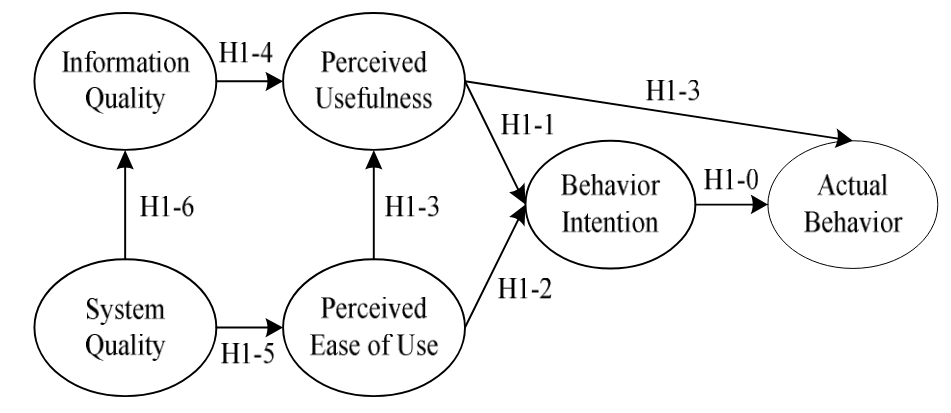 Information
Quality
H1-4
Perceived
Usefulness
H1-3
H1-1
H1-6
H1-3
Behavior
Intention
H1-0
Actual
Behavior
H1-2
System
Quality
H1-5
Perceived
Ease of Use